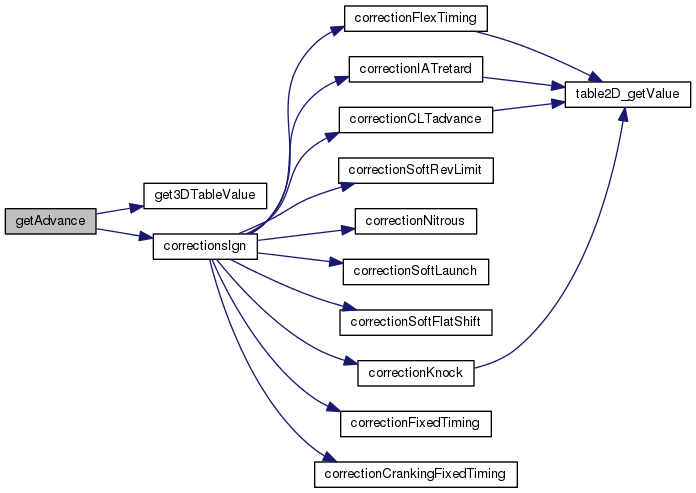 correctionFlexTiming
correctionIATretard
table2D_getValue
correctionCLTadvance
correctionSoftRevLimit
get3DTableValue
getAdvance
correctionNitrous
correctionsIgn
correctionSoftLaunch
correctionSoftFlatShift
correctionKnock
correctionFixedTiming
correctionCrankingFixedTiming